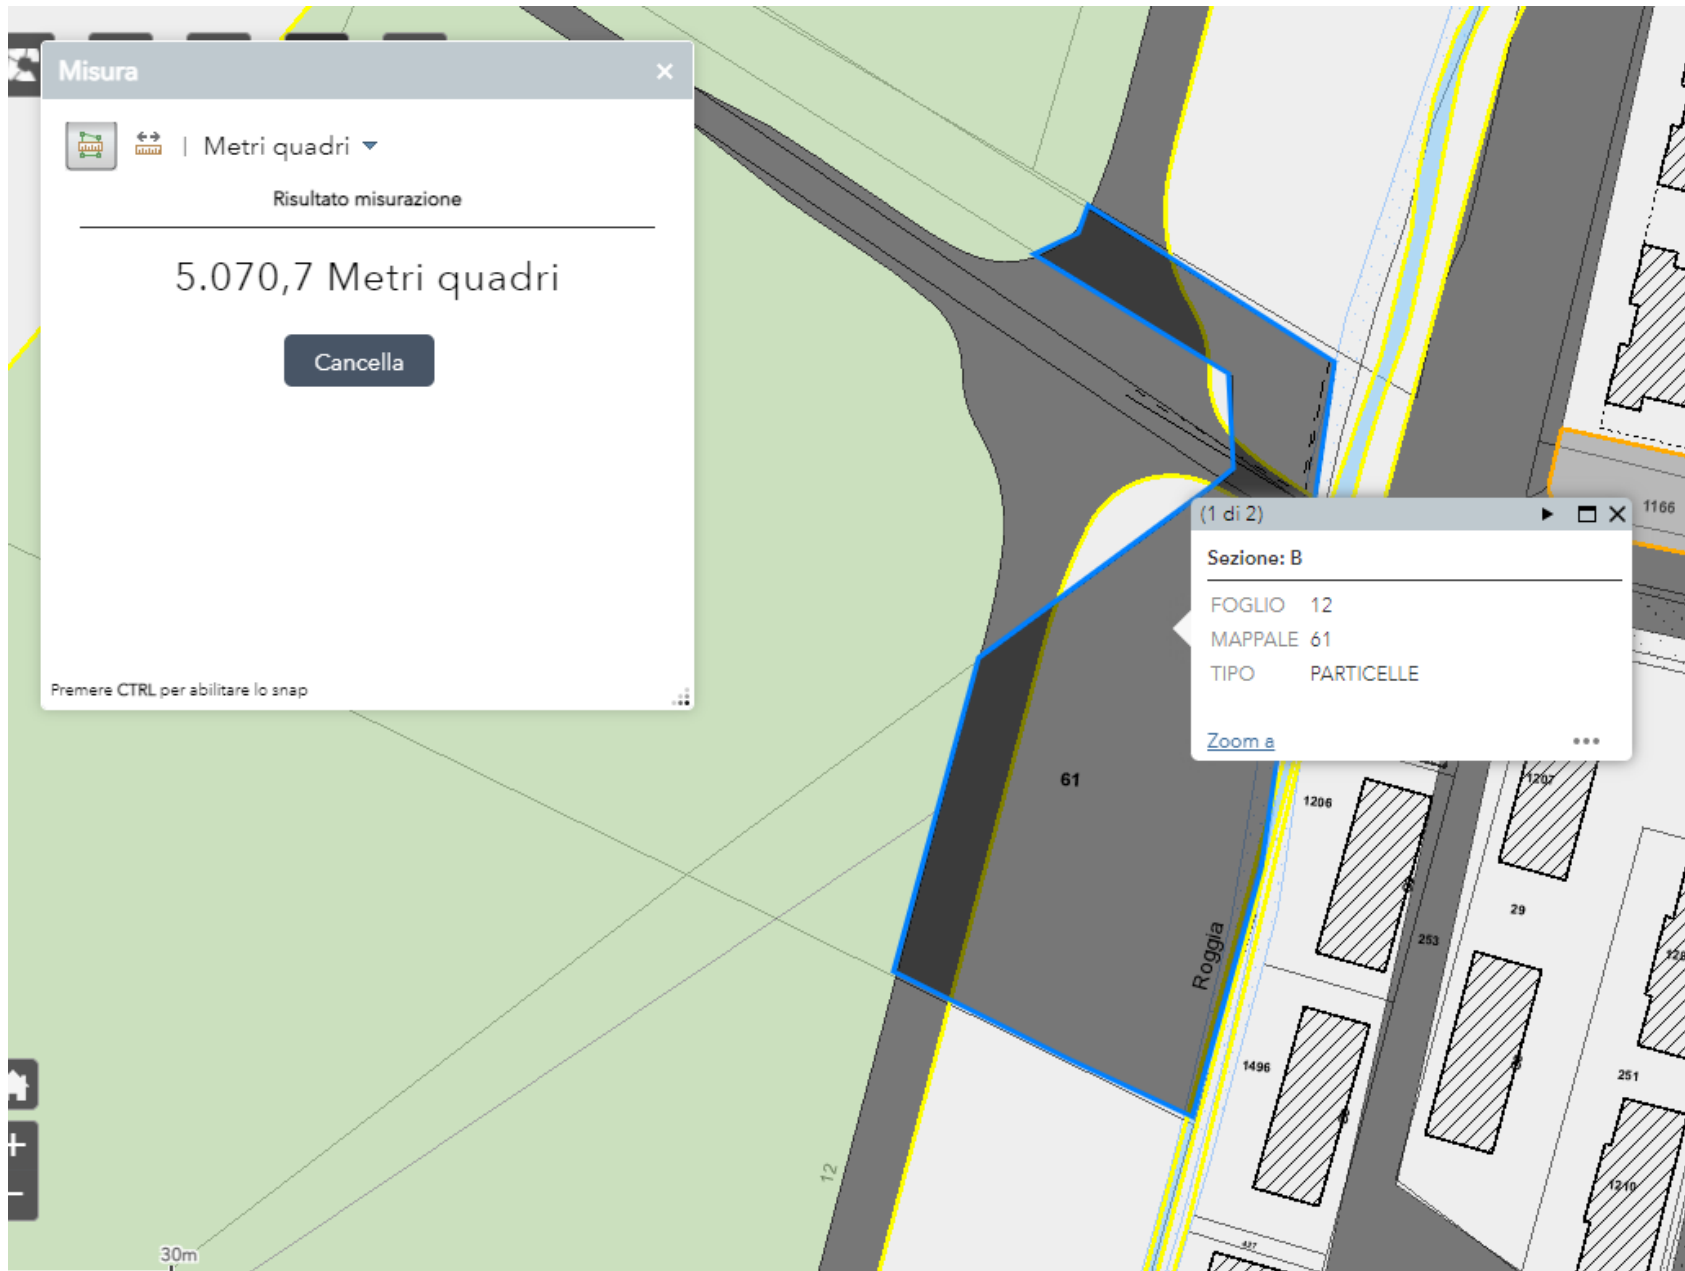 Misura
| Metri quadri
Risultato misurazione
5.070,7 Metri quadri
Cancella
Premere CTRL per abilitare lo snap
(1 di 2)
Sezione: B
FOGLIO 12
MAPPALE 61
TIPO PARTICELLE
Zoom a
1166
61
1206
1207
29
253
Roggia
1496
251
1210
12
30m